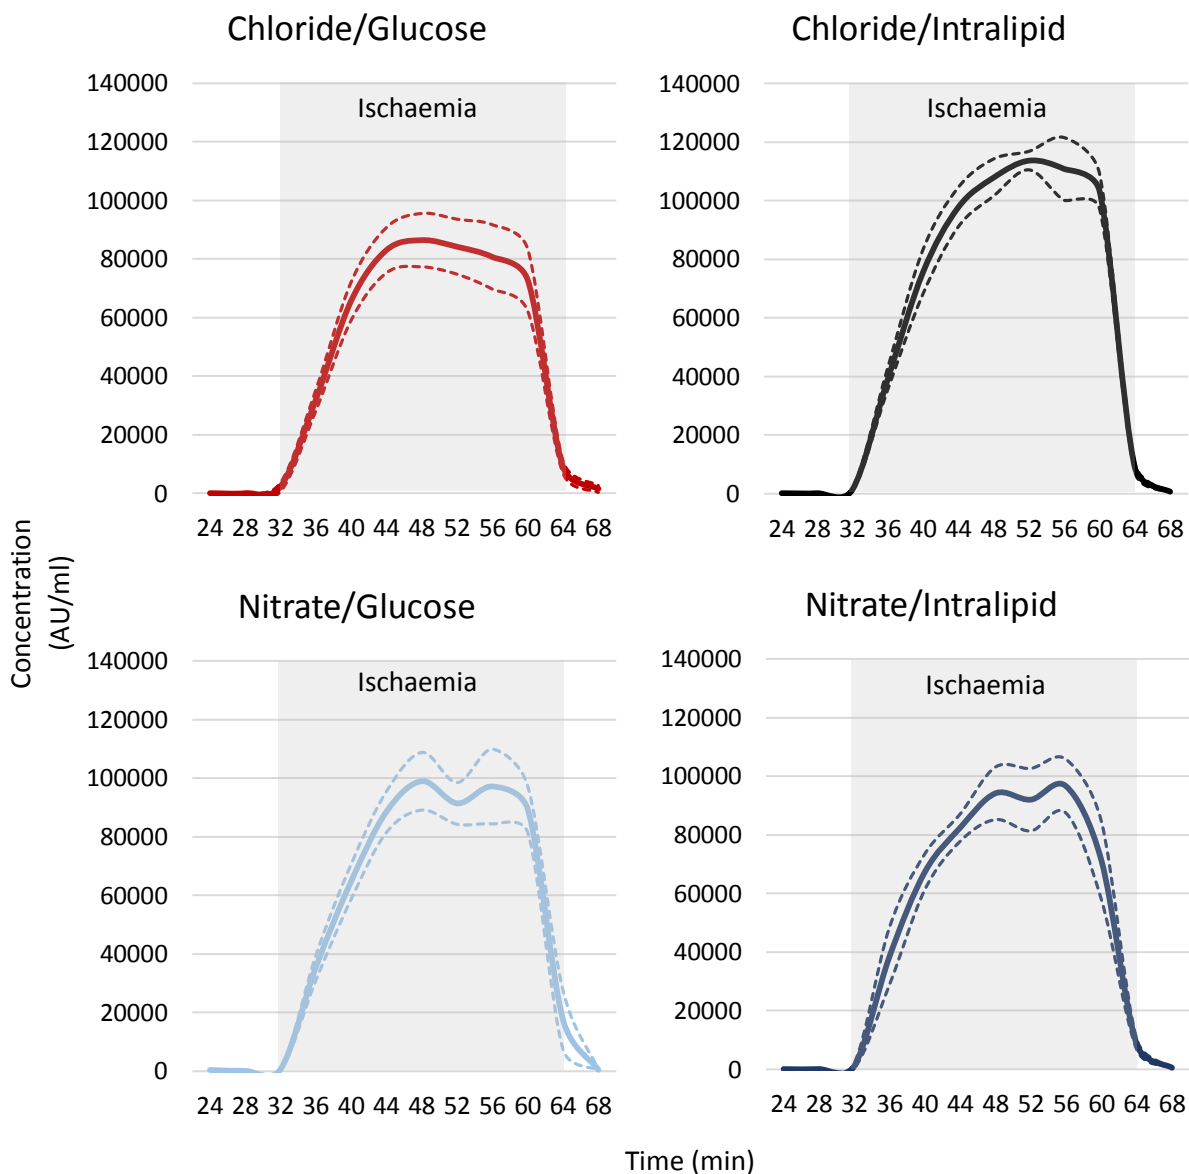 Chloride/Glucose
140000
120000
100000
80000
60000
40000
20000
0
Ischaemia
24 28 32 36 40 44 48 52 56 60 64 68
Chloride/Intralipid
140000
120000
100000
80000
60000
40000
20000
0
Ischaemia
24 28 32 36 40 44 48 52 56 60 64 68
Concentration
(AU/ml)
Nitrate/Glucose
140000
120000
100000
80000
60000
40000
20000
0
Ischaemia
24 28 32 36 40 44 48 52 56 60 64 68
Nitrate/Intralipid
140000
120000
100000
80000
60000
40000
20000
0
Ischaemia
24 28 32 36 40 44 48 52 56 60 64 68
Time (min)